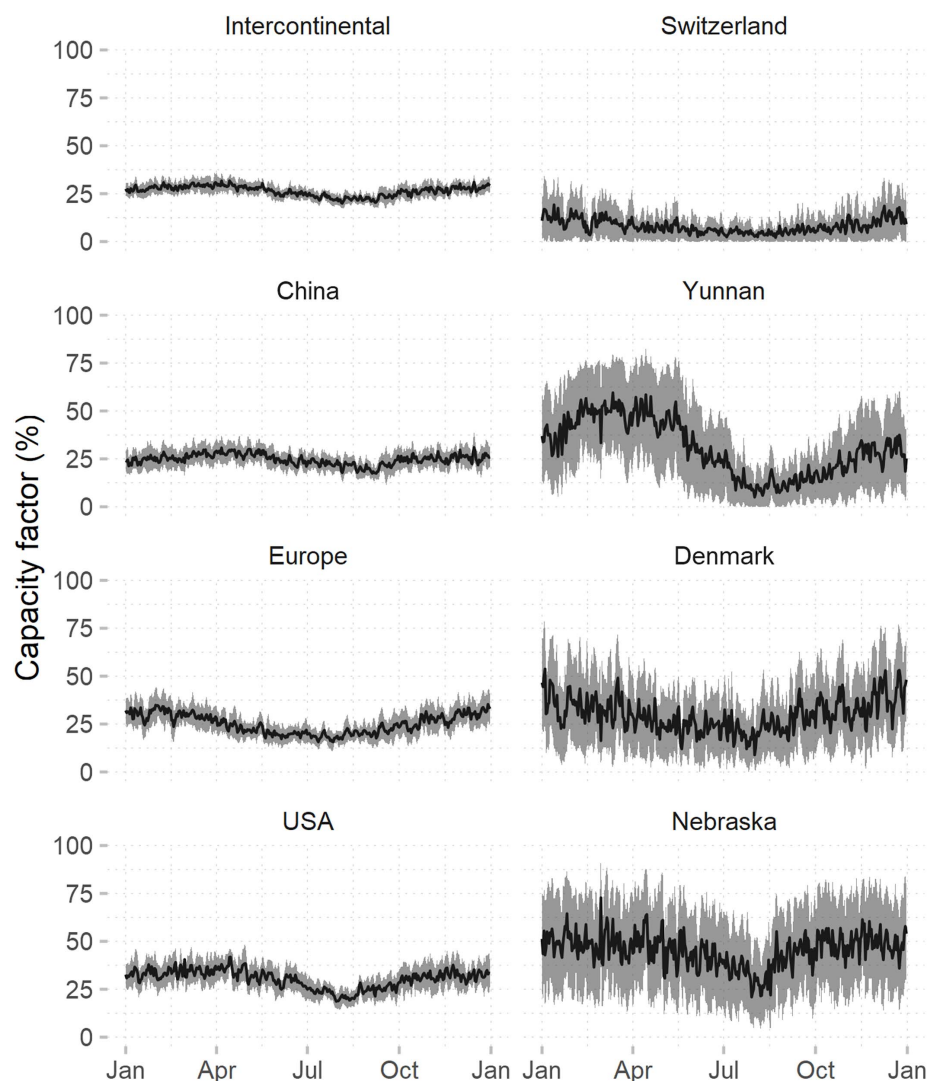 Intercontinental
Switzerland
100
75
50
25
0
China
Yunnan
100
75
50
25
0
Capacity factor (%)
Europe
Denmark
100
75
50
25
0
USA
Nebraska
100
75
50
25
0
Jan Apr Jul Oct Jan Jan Apr Jul Oct Jan